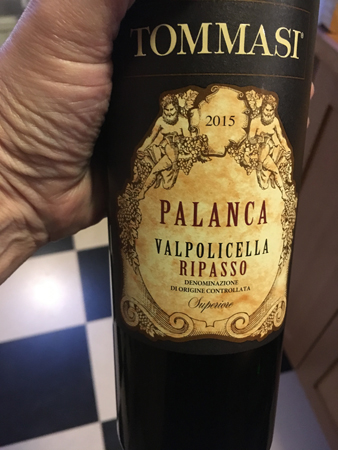 TOMMASI®
2015
PALANCA
VALPOLICELLA
RIPASSO
DENOMINAZIONE
DI ORIGINE CONTROLLATA
Superiore